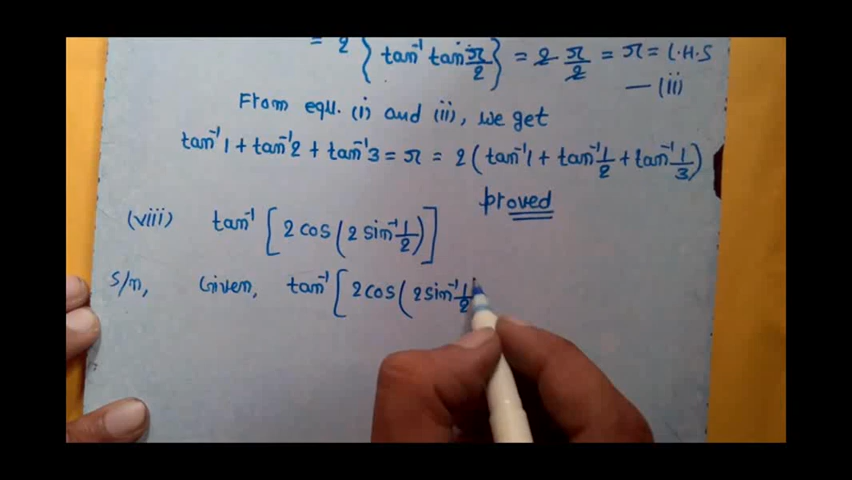 = 2 { tan⁻¹ tan π/2 } = 2 π/2 = π = L.H.S
— (ii)
From equ. (i) and (ii), we get
tan⁻¹1 + tan⁻¹2 + tan⁻¹3 = π = 2 ( tan⁻¹1 + tan⁻¹ 1/2 + tan⁻¹ 1/3 )
proved
(viii) tan⁻¹ [ 2 cos ( 2 sin⁻¹ 1/2 ) ]
S/n, Given, tan⁻¹ [ 2 cos ( 2 sin⁻¹ 1/2